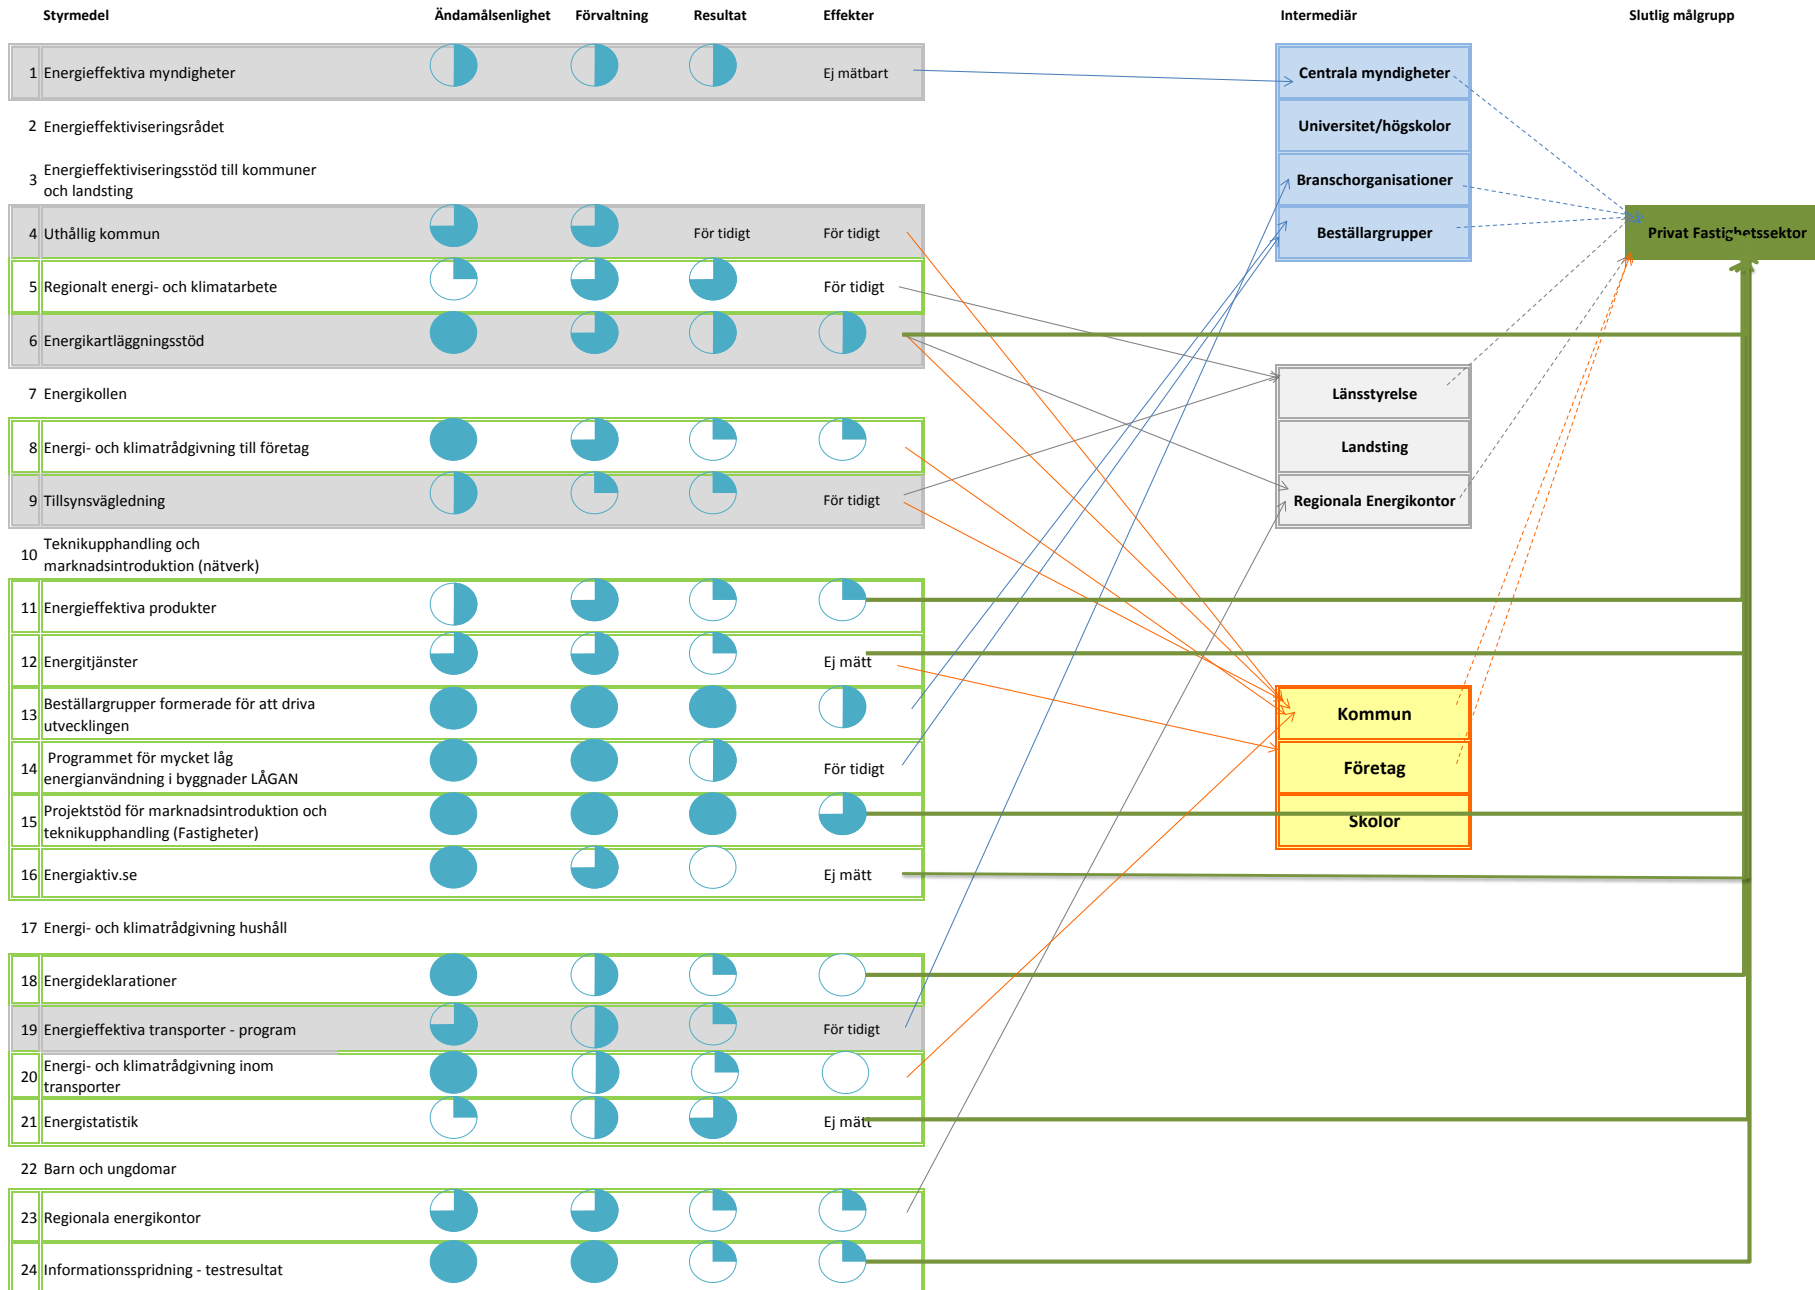 Styrmedel Ändamålsenlighet Förvaltning Resultat Effekter Intermediär Slutlig målgrupp
1 Energieffektiva myndigheter Ej mätbart Centrala myndigheter
2 Energieffektiviseringsrådet Universitet/högskolor
3 Energieffektiviseringsstöd till kommuner
och landsting
Branschorganisationer
4 Uthållig kommun För tidigt För tidigt Beställargrupper Privat Fastighetssektor
5 Regionalt energi- och klimatarbete För tidigt
6 Energikartläggningsstöd
7 Energikollen Länsstyrelse
8 Energi- och klimatrådgivning till företag Landsting
9 Tillsynsvägledning För tidigt Regionala Energikontor
10 Teknikupphandling och
marknadsintroduktion (nätverk)
11 Energieffektiva produkter
12 Energitjänster Ej mätt
13 Beställargrupper formerade för att driva
utvecklingen
Kommun
14 Programmet för mycket låg
energianvändning i byggnader LÅGAN
För tidigt Företag
15 Projektstöd för marknadsintroduktion och
teknikupphandling (Fastigheter)
Skolor
16 Energiaktiv.se Ej mätt
17 Energi- och klimatrådgivning hushåll
18 Energideklarationer
19 Energieffektiva transporter - program För tidigt
20 Energi- och klimatrådgivning inom
transporter
21 Energistatistik Ej mätt
22 Barn och ungdomar
23 Regionala energikontor
24 Informationsspridning - testresultat